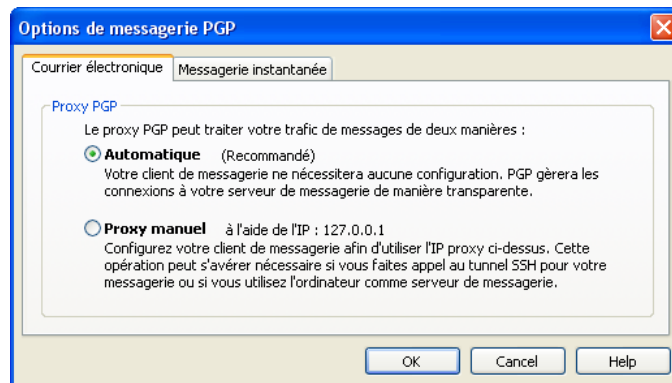 Options de messagerie PGP
Courrier électronique
Messagerie instantanée
Proxy PGP
Le proxy PGP peut traiter votre trafic de messages de deux manières :
Automatique (Recommandé)
Votre client de messagerie ne nécessitera aucune configuration. PGP gèrera les
connexions à votre serveur de messagerie de manière transparente.
Proxy manuel à l'aide de l'IP : 127.0.0.1
Configurez votre client de messagerie afin d'utiliser l'IP proxy ci-dessus. Cette
opération peut s'avérer nécessaire si vous faites appel au tunnel SSH pour votre
messagerie ou si vous utilisez l'ordinateur comme serveur de messagerie.
OK
Cancel
Help